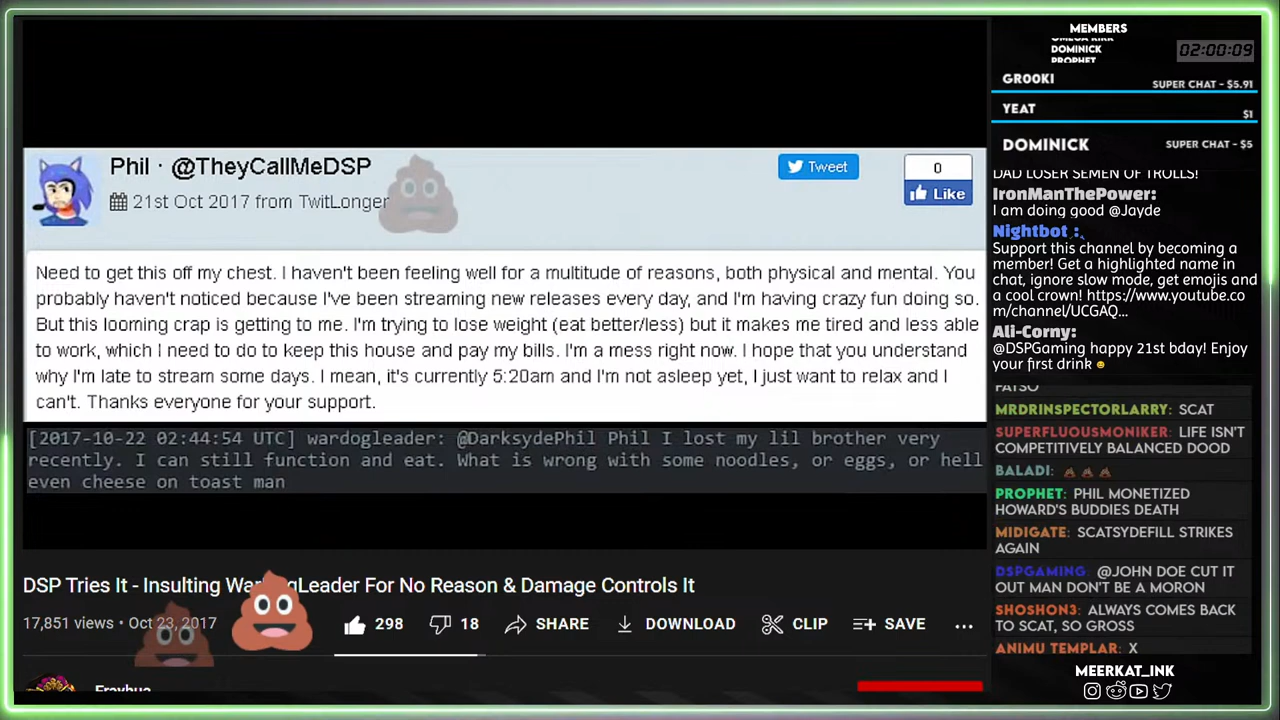 MEMBERS
DOMINICK
PROPHET
02:00:09
GROOKI
SUPER CHAT - $5.91
YEAT
$1
DOMINICK
SUPER CHAT - $5
DAD LOSER SEMEN OF TROLLS!
IronManThePower:
I am doing good @Jayde
Nightbot :
Support this channel by becoming a
member! Get a highlighted name in
chat, ignore slow mode, get emojis and
a cool crown! https://www.youtube.co
m/channel/UCGAQ...
Ali-Corny:
@DSPGaming happy 21st bday! Enjoy
your first drink
FATSO
MRDRINSPECTORLARRY: SCAT
SUPERFLUOUSMONIKER: LIFE ISN'T
COMPETITIVELY BALANCED DOOD
BALADI:
PROPHET: PHIL MONETIZED
HOWARD'S BUDDIES DEATH
MIDIGATE: SCATSYDEFILL STRIKES
AGAIN
DSPGAMING: @JOHN DOE CUT IT
OUT MAN DON'T BE A MORON
SHOSHON3: ALWAYS COMES BACK
TO SCAT, SO GROSS
ANIMU TEMPLAR: X
MEERKAT_INK
Phil · @TheyCallMeDSP
21st Oct 2017 from TwitLonger
Tweet
0
Like
Need to get this off my chest. I haven't been feeling well for a multitude of reasons, both physical and mental. You
probably haven't noticed because I've been streaming new releases every day, and I'm having crazy fun doing so.
But this looming crap is getting to me. I'm trying to lose weight (eat better/less) but it makes me tired and less able
to work, which I need to do to keep this house and pay my bills. I'm a mess right now. I hope that you understand
why I'm late to stream some days. I mean, it's currently 5:20am and I'm not asleep yet, I just want to relax and I
can't. Thanks everyone for your support.
[2017-10-22 02:44:54 UTC] wardogleader: @DarksydePhil Phil I lost my lil brother very
recently. I can still function and eat. What is wrong with some noodles, or eggs, or hell
even cheese on toast man
DSP Tries It - Insulting WardogLeader For No Reason & Damage Controls It
17,851 views • Oct 23, 2017
298
18
SHARE
DOWNLOAD
CLIP
SAVE